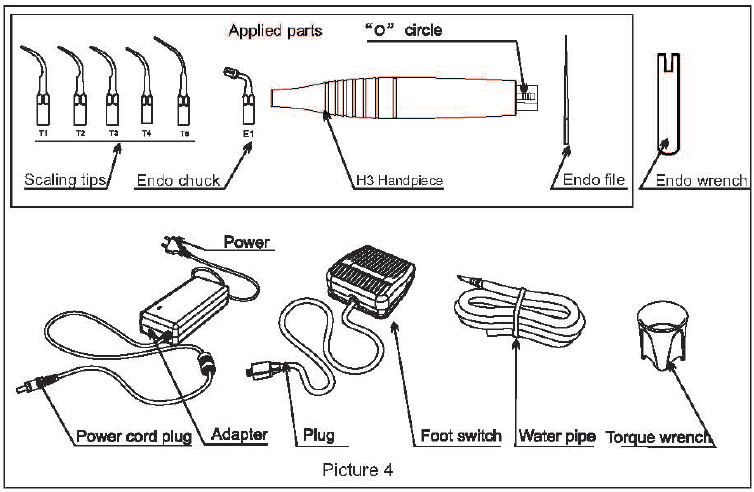 Applied parts
“O” circle
T1 T2 T3 T4 T5 E1
Scaling tips
Endo chuck
H3 Handpiece
Endo file
Endo wrench
Power
Power cord plug
Adapter
Plug
Foot switch
Water pipe
Torque wrench
Picture 4